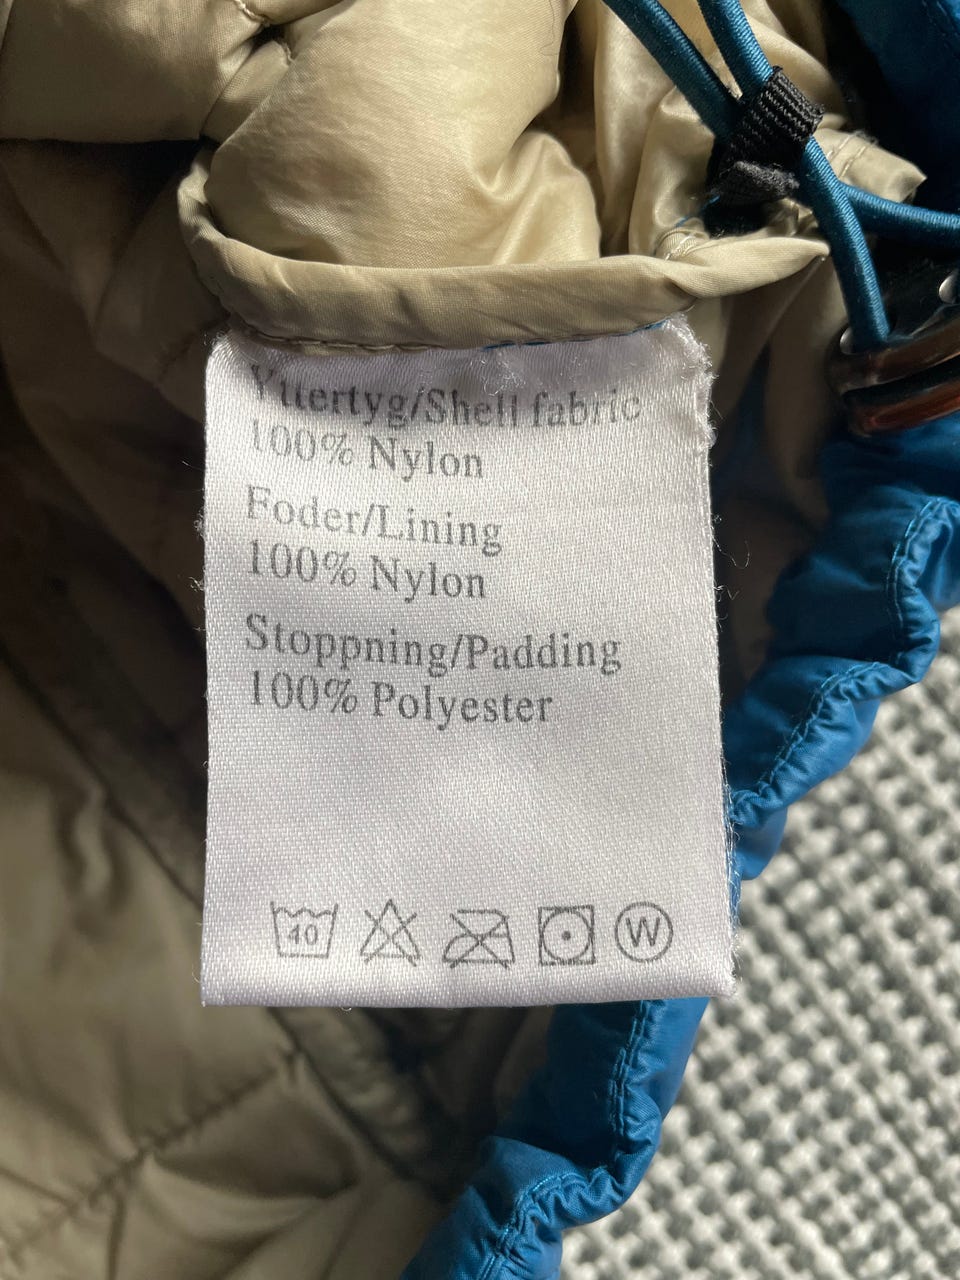 Yttertyg/Shell fabric
100% Nylon
Foder/Lining
100% Nylon
Stoppning/Padding
100% Polyester
40 W